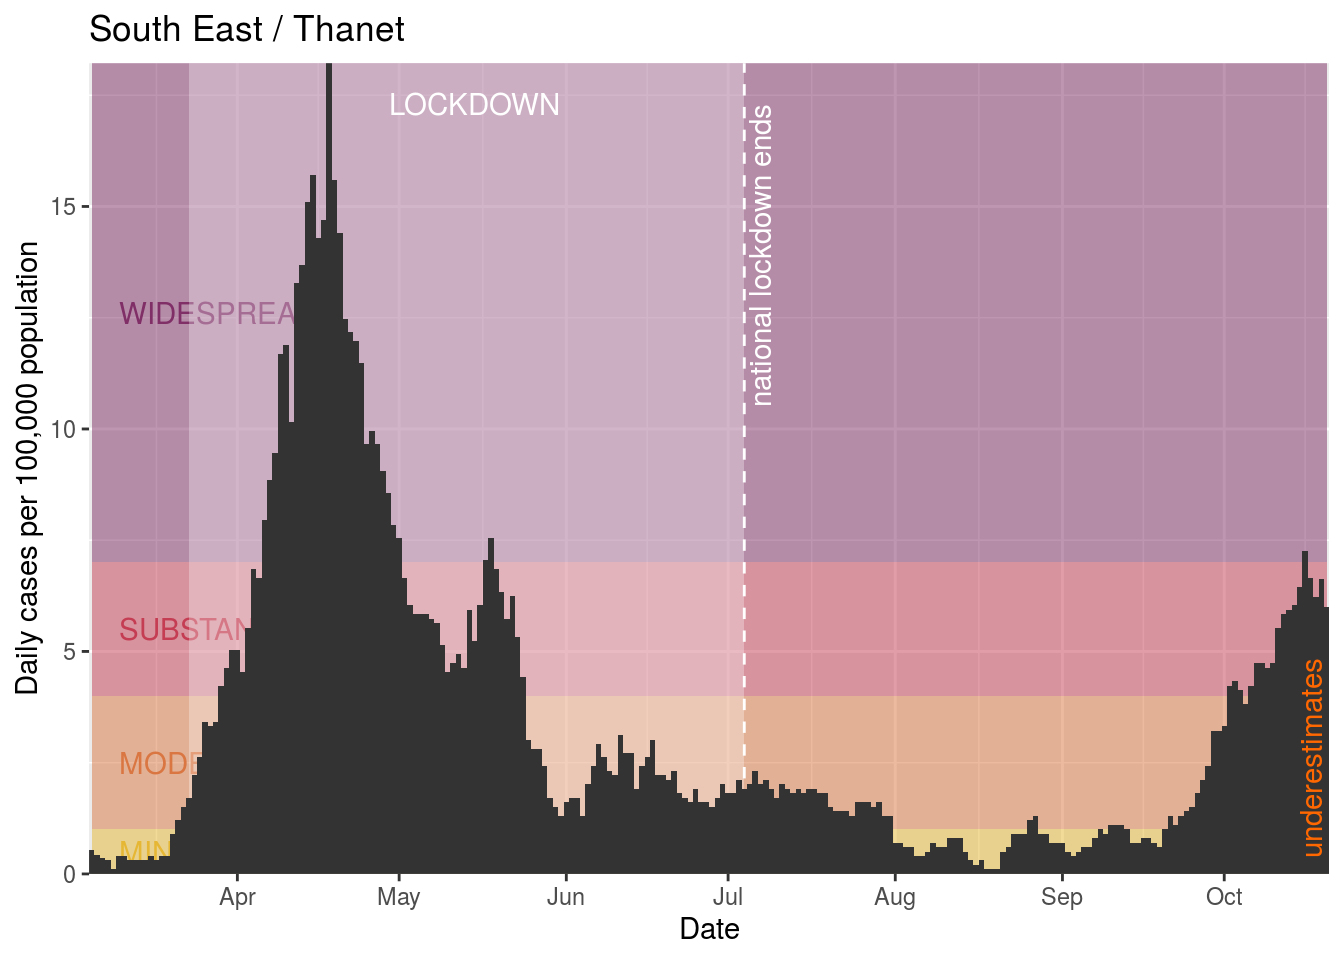 South East / Thanet
LOCKDOWN
national lockdown ends
WIDESPREA
SUBSTAN
MODE
MIN
underestimates
Daily cases per 100,000 population
15
10
5
0
Apr May Jun Jul Aug Sep Oct
Date